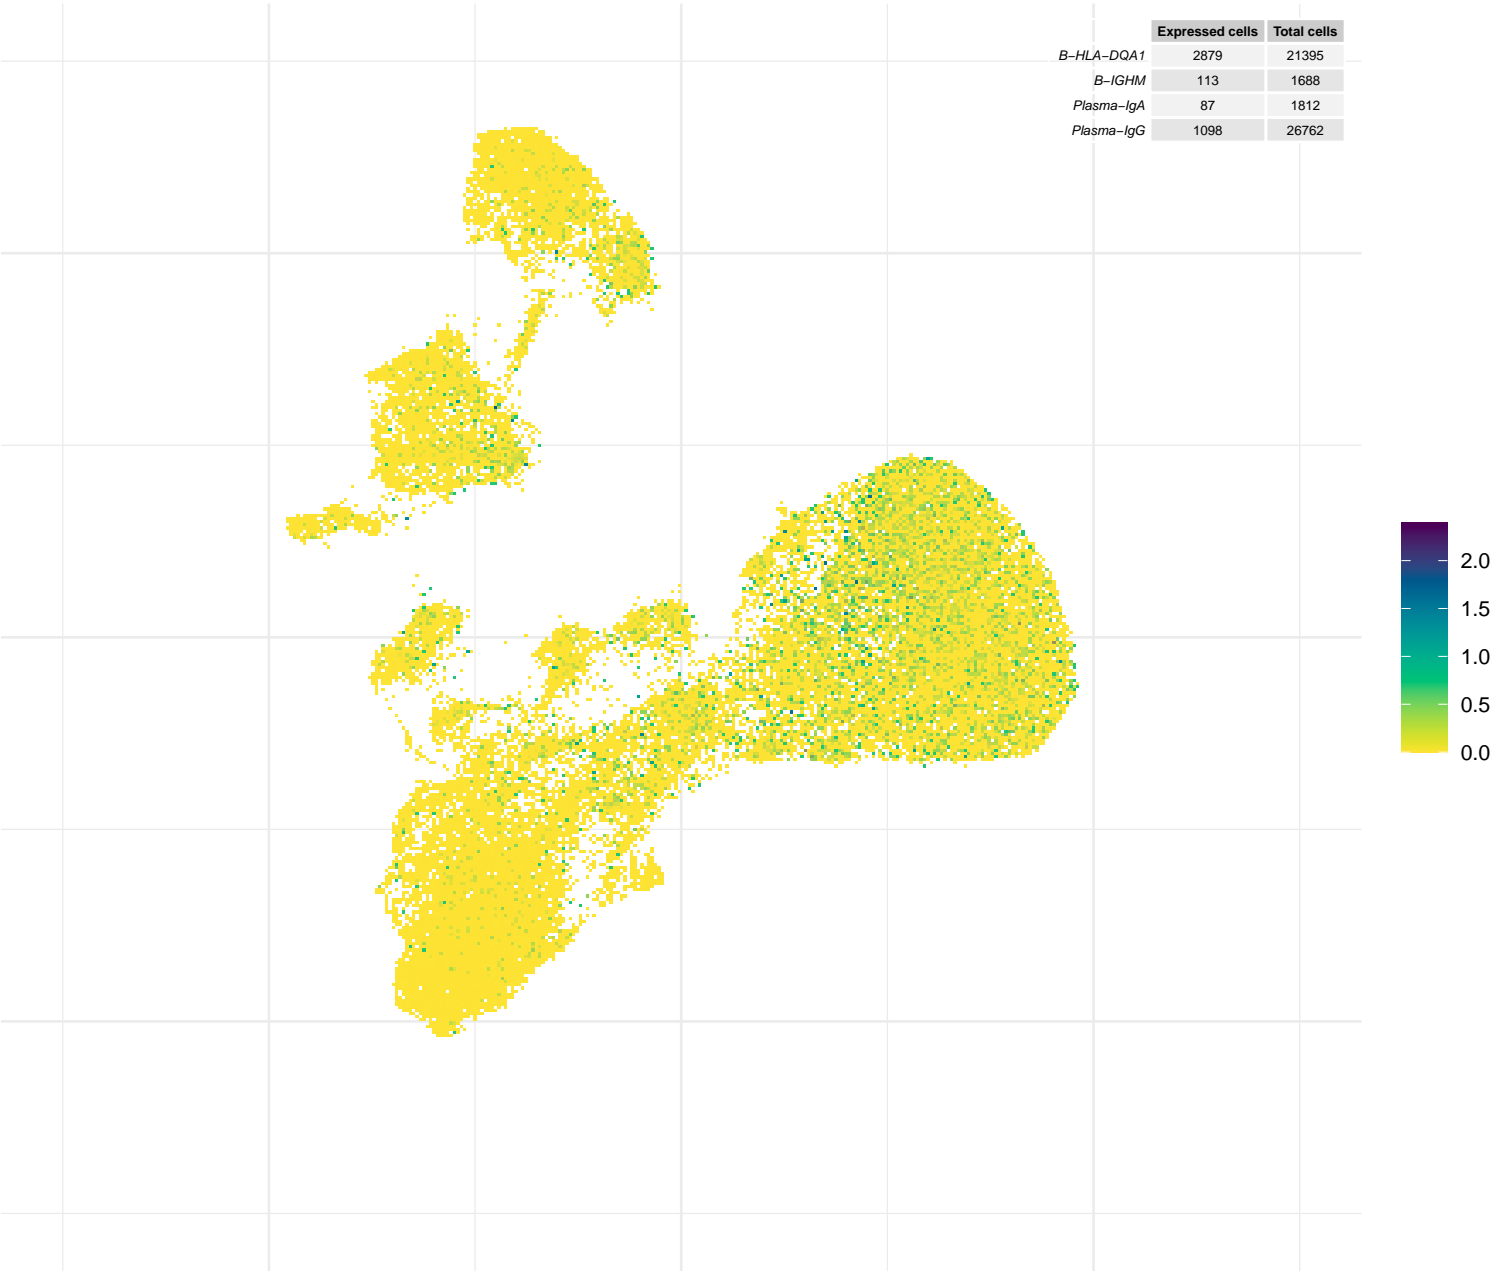 Expressed cells Total cells
B−HLA−DQA1 2879 21395
B−IGHM 113 1688
Plasma−IgA 87 1812
Plasma−IgG 1098 26762
2.0
1.5
1.0
0.5
0.0